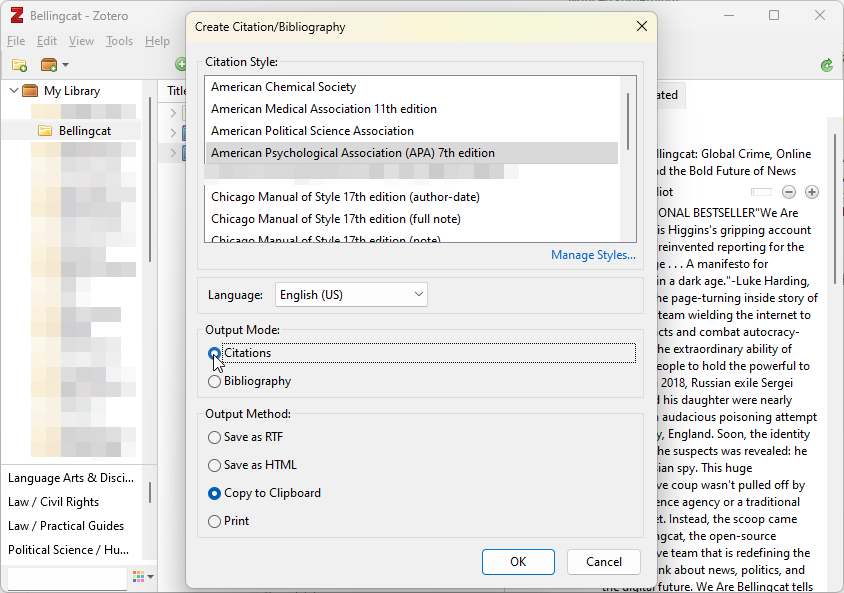 Bellingcat - Zotero
File Edit View Tools Help
My Library
Bellingcat
Language Arts & Disci...
Law / Civil Rights
Law / Practical Guides
Political Science / Hu...
Title
Create Citation/Bibliography
Citation Style:
American Chemical Society
American Medical Association 11th edition
American Political Science Association
American Psychological Association (APA) 7th edition
Chicago Manual of Style 17th edition (author-date)
Chicago Manual of Style 17th edition (full note)
Chicago Manual of Style 17th edition (note)
Manage Styles...
Language: English (US)
Output Mode:
Citations
Bibliography
Output Method:
Save as RTF
Save as HTML
Copy to Clipboard
Print
OK Cancel
ated
llingcat: Global Crime, Online
d the Bold Future of News
liot
ONAL BESTSELLER"We Are
is Higgins's gripping account
reinvented reporting for the
ge . . . A manifesto for
in a dark age."-Luke Harding,
he page-turning inside story of
team wielding the internet to
cts and combat autocracy-
he extraordinary ability of
eople to hold the powerful to
2018, Russian exile Sergei
d his daughter were nearly
audacious poisoning attempt
y, England. Soon, the identity
he suspects was revealed: he
ian spy. This huge
ve coup wasn't pulled off by
ence agency or a traditional
et. Instead, the scoop came
ngcat, the open-source
ve team that is redefining the
nk about news, politics, and
the digital future. We Are Bellingcat tells